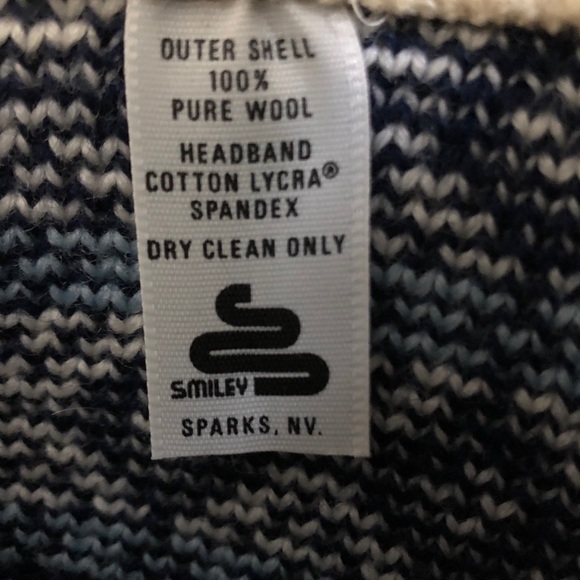 OUTER SHELL
100%
PURE WOOL
HEADBAND
COTTON LYCRA®
SPANDEX
DRY CLEAN ONLY
SMILEY
SPARKS, NV.